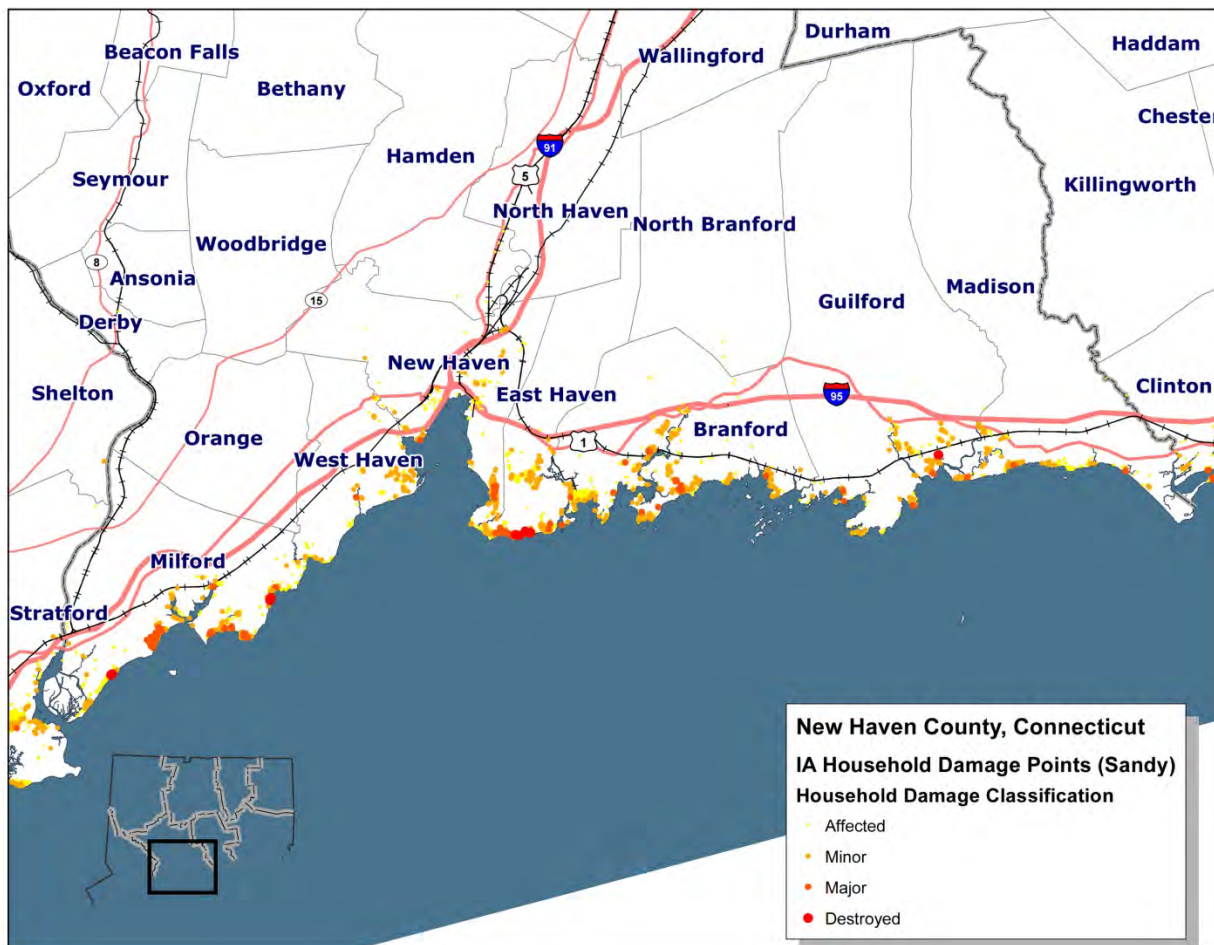 Durham
Haddam
Wallingford
Beacon Falls
Oxford
Bethany
Chester
Hamden
91
5
Seymour
Killingworth
North Haven
North Branford
Woodbridge
8
Ansonia
Madison
15
Guilford
Derby
New Haven
Shelton
East Haven
95
Clinton
Orange
1
Branford
West Haven
Milford
Stratford
New Haven County, Connecticut
IA Household Damage Points (Sandy)
Household Damage Classification
Affected
Minor
Major
Destroyed